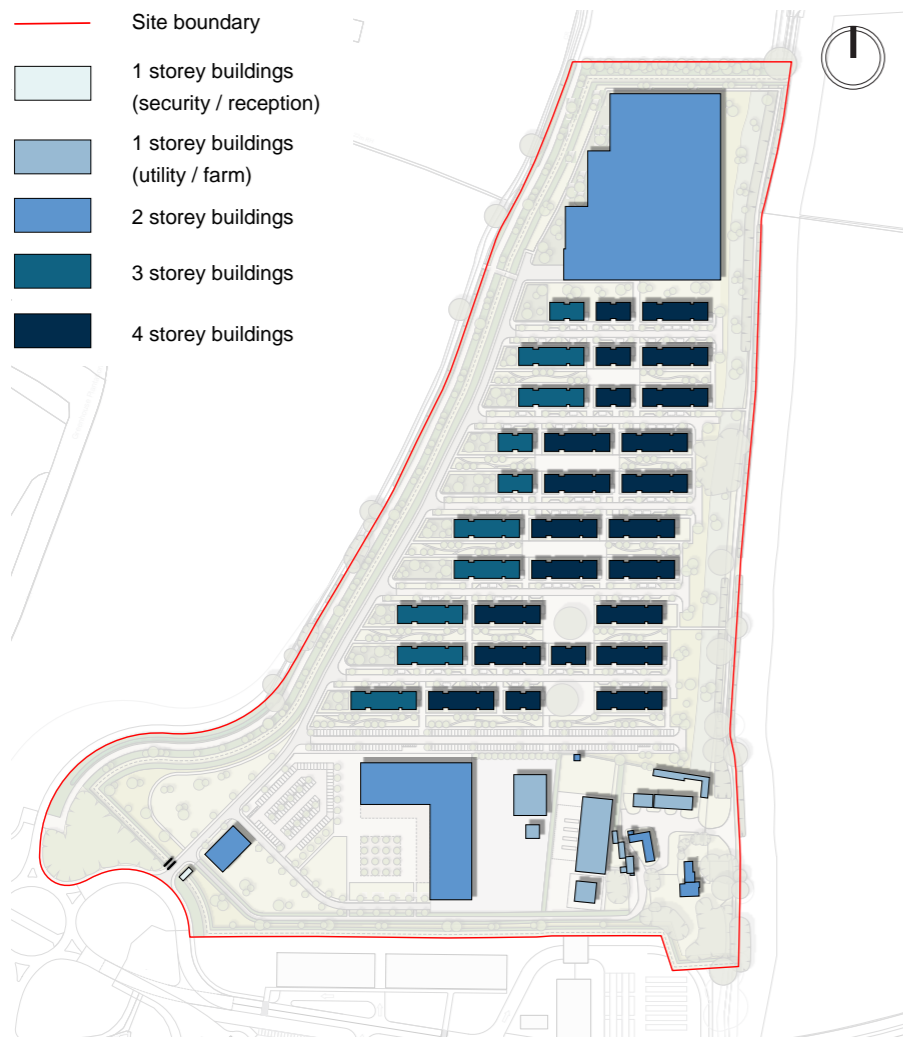 Site boundary
1 storey buildings
(security / reception)
1 storey buildings
(utility / farm)
2 storey buildings
3 storey buildings
4 storey buildings